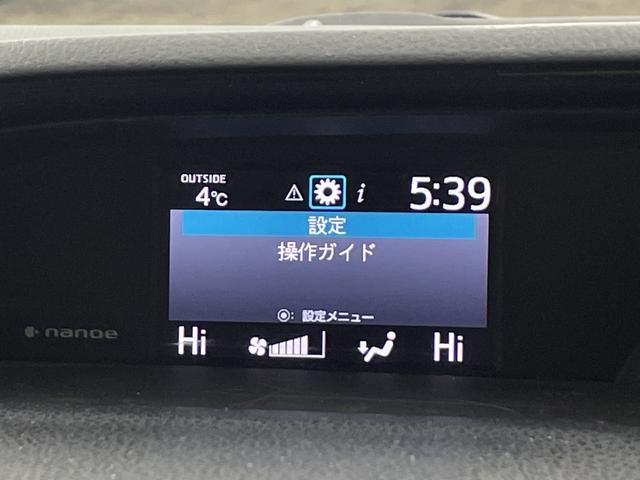 OUTSIDE
4℃
i
5:39
設定
操作ガイド
◉: 設定メニュー
nanoe
Hi
Hi